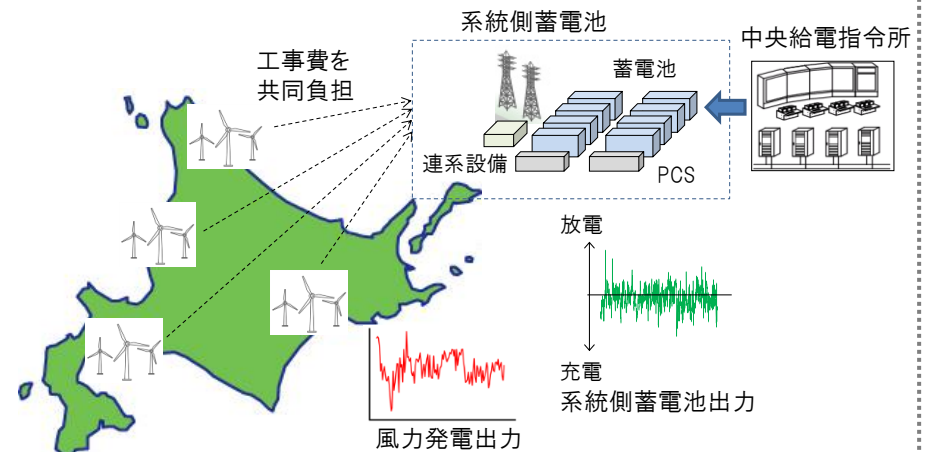 系統側蓄電池
中央給電指令所
工事費を
共同負担
蓄電池
連系設備
PCS
放電
充電
系統側蓄電池出力
風力発電出力